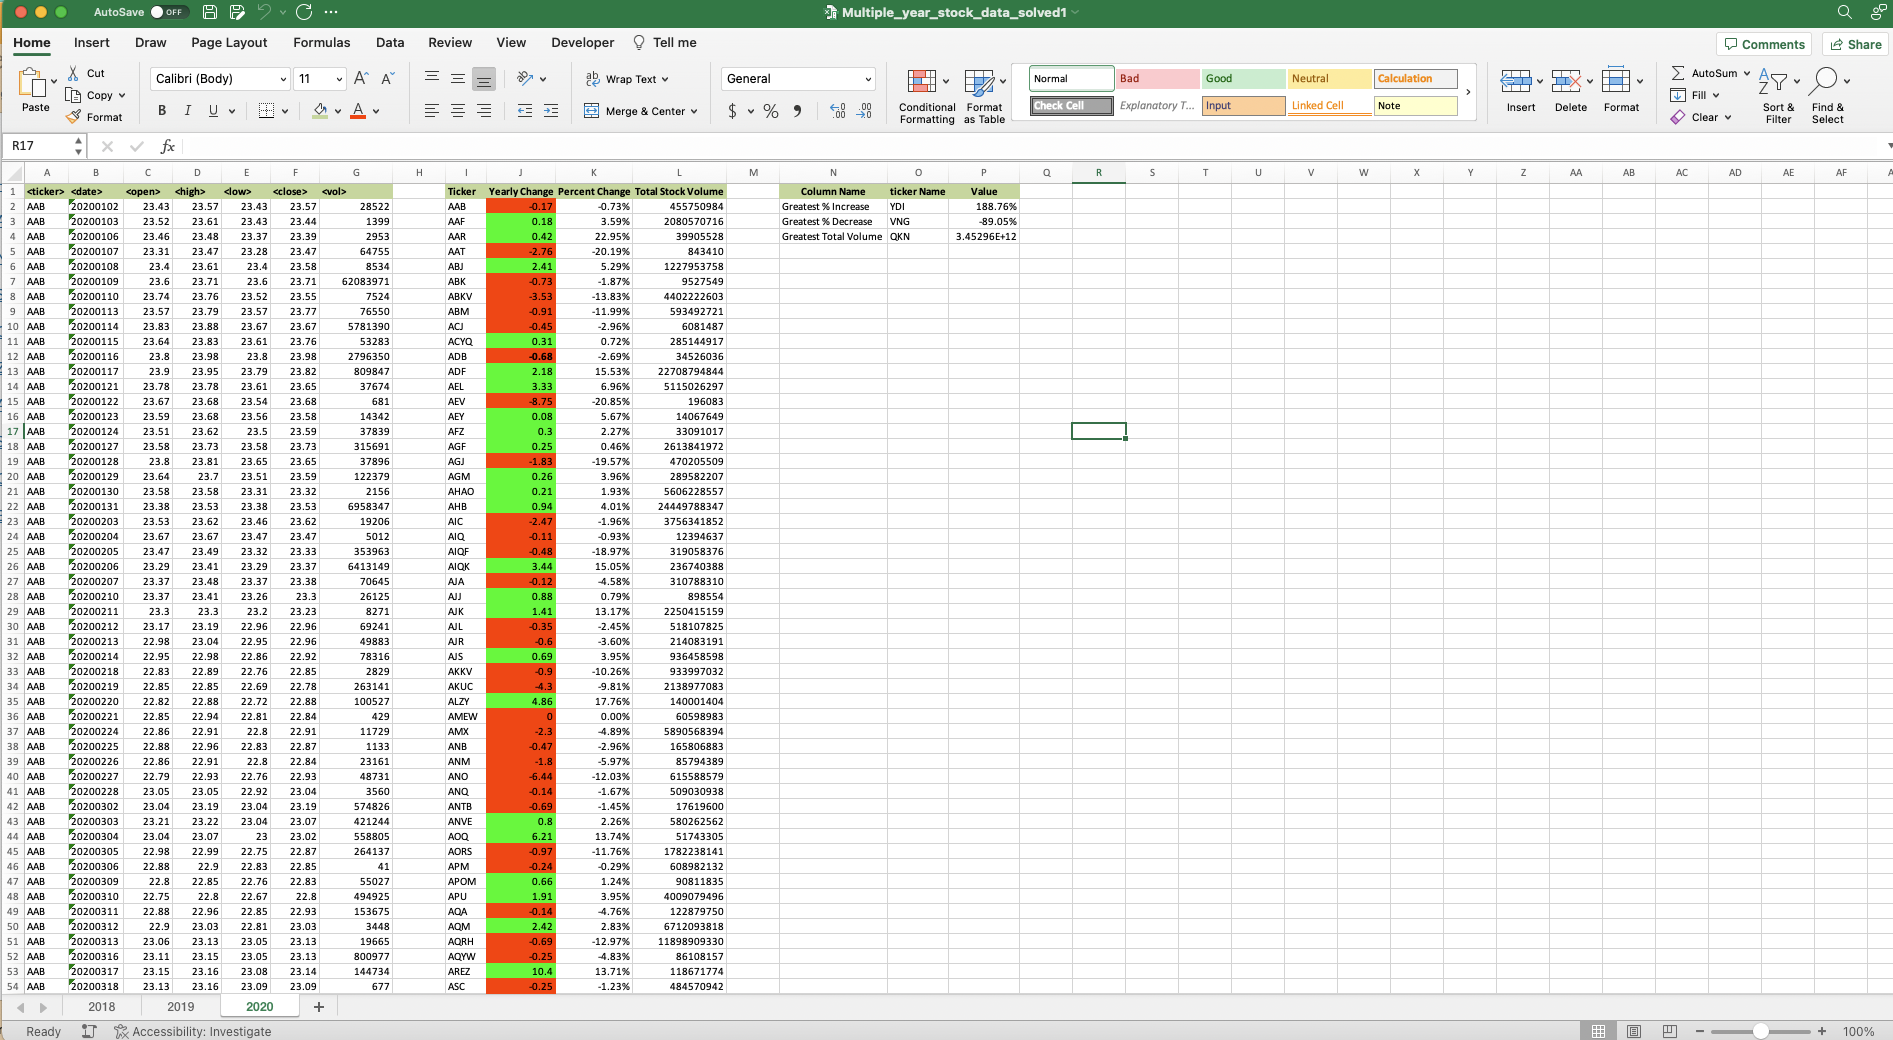 AutoSave OFF Multiple_year_stock_data_solved1
Home Insert Draw Page Layout Formulas Data Review View Developer Tell me Comments Share
Paste Cut Copy Format
Calibri (Body) 11 A^ A
B I U A
ab Wrap Text
Merge & Center
General
$ % 9 .00 .00
Conditional Formatting
Format as Table
Normal Bad Good Neutral Calculation
Check Cell Explanatory T... Input Linked Cell Note
Insert Delete Format
AutoSum
Fill
Clear
Sort & Filter
Find & Select
R17 fx
A B C D E F G H I J K L M N O P Q R S T U V W X Y Z AA AB AC AD AE AF
1 <ticker> <date> <open> <high> <low> <close> <vol> Ticker Yearly Change Percent Change Total Stock Volume Column Name ticker Name Value
2 AAB 20200102 23.43 23.57 23.43 23.57 28522 AAB -0.17 -0.73% 455750984 Greatest % Increase YDI 188.76%
3 AAB 20200103 23.52 23.61 23.43 23.44 1399 AAF 0.18 3.59% 2080570716 Greatest % Decrease VNG -89.05%
4 AAB 20200106 23.46 23.48 23.37 23.39 2953 AAR 0.42 22.95% 39905528 Greatest Total Volume QKN 3.45296E+12
5 AAB 20200107 23.31 23.47 23.28 23.47 64755 AAT -2.76 -20.19% 843410
6 AAB 20200108 23.4 23.61 23.4 23.58 8534 ABJ 2.41 5.29% 1227953758
7 AAB 20200109 23.6 23.71 23.6 23.71 62083971 ABK -0.73 -1.87% 9527549
8 AAB 20200110 23.74 23.76 23.52 23.55 7524 ABKV -3.53 -13.83% 4402222603
9 AAB 20200113 23.57 23.79 23.57 23.77 76550 ABM -0.91 -11.99% 593492721
10 AAB 20200114 23.83 23.88 23.67 23.67 5781390 ACJ -0.45 -2.96% 6081487
11 AAB 20200115 23.64 23.83 23.61 23.76 53283 ACYQ 0.31 0.72% 285144917
12 AAB 20200116 23.8 23.98 23.8 23.98 2796350 ADB -0.68 -2.69% 34526036
13 AAB 20200117 23.9 23.95 23.79 23.82 809847 ADF 2.18 15.53% 22708794844
14 AAB 20200121 23.78 23.78 23.61 23.65 37674 AEL 3.33 6.96% 5115026297
15 AAB 20200122 23.67 23.68 23.54 23.68 681 AEV -8.75 -20.85% 196083
16 AAB 20200123 23.59 23.68 23.56 23.58 14342 AEY 0.08 5.67% 14067649
17 AAB 20200124 23.51 23.62 23.5 23.59 37839 AFZ 0.3 2.27% 33091017
18 AAB 20200127 23.58 23.73 23.58 23.73 315691 AGF 0.25 0.46% 2613841972
19 AAB 20200128 23.8 23.81 23.65 23.65 37896 AGJ -1.83 -19.57% 470205509
20 AAB 20200129 23.64 23.7 23.51 23.59 122379 AGM 0.26 3.96% 289582207
21 AAB 20200130 23.58 23.58 23.31 23.32 2156 AHAO 0.21 1.93% 5606228557
22 AAB 20200131 23.38 23.53 23.38 23.53 6958347 AHB 0.94 4.01% 24449788347
23 AAB 20200203 23.53 23.62 23.46 23.62 19206 AIC -2.47 -1.96% 3756341852
24 AAB 20200204 23.67 23.67 23.47 23.47 5012 AIQ -0.11 -0.93% 12394637
25 AAB 20200205 23.47 23.49 23.32 23.33 353963 AIQF -0.48 -18.97% 319058376
26 AAB 20200206 23.29 23.41 23.29 23.37 6413149 AIQK 3.44 15.05% 236740388
27 AAB 20200207 23.37 23.48 23.37 23.38 70645 AJA -0.12 -4.58% 310788310
28 AAB 20200210 23.37 23.41 23.26 23.3 26125 AJJ 0.88 0.79% 898554
29 AAB 20200211 23.3 23.3 23.2 23.23 8271 AJK 1.41 13.17% 2250415159
30 AAB 20200212 23.17 23.19 22.96 22.96 69241 AJL -0.35 -2.45% 518107825
31 AAB 20200213 22.98 23.04 22.95 22.96 49883 AJR -0.6 -3.60% 214083191
32 AAB 20200214 22.95 22.98 22.86 22.92 78316 AJS 0.69 3.95% 936458598
33 AAB 20200218 22.83 22.89 22.76 22.85 2829 AKKV -0.9 -10.26% 933997032
34 AAB 20200219 22.85 22.85 22.69 22.78 263141 AKUC -4.3 -9.81% 2138977083
35 AAB 20200220 22.82 22.88 22.72 22.88 100527 ALZY 4.86 17.76% 140001404
36 AAB 20200221 22.85 22.94 22.81 22.84 429 AMEW 0 0.00% 60598983
37 AAB 20200224 22.86 22.91 22.8 22.91 11729 AMX -2.3 -4.89% 5890568394
38 AAB 20200225 22.88 22.96 22.83 22.87 1133 ANB -0.47 -2.96% 165806883
39 AAB 20200226 22.86 22.91 22.8 22.84 23161 ANM -1.8 -5.97% 85794389
40 AAB 20200227 22.79 22.93 22.76 22.93 48731 ANO -6.44 -12.03% 615588579
41 AAB 20200228 23.05 23.05 22.92 23.04 3560 ANQ -0.14 -1.67% 509030938
42 AAB 20200302 23.04 23.19 23.04 23.19 574826 ANTB -0.69 -1.45% 17619600
43 AAB 20200303 23.21 23.22 23.04 23.07 421244 ANVE 0.8 2.26% 580262562
44 AAB 20200304 23.04 23.07 23 23.02 558805 AOQ 6.21 13.74% 51743305
45 AAB 20200305 22.98 22.99 22.75 22.87 264137 AORS -0.97 -11.76% 1782238141
46 AAB 20200306 22.88 22.9 22.83 22.85 41 APM -0.24 -0.29% 608982132
47 AAB 20200309 22.8 22.85 22.76 22.83 55027 APOM 0.66 1.24% 90811835
48 AAB 20200310 22.75 22.8 22.67 22.8 494925 APU 1.91 3.95% 4009079496
49 AAB 20200311 22.88 22.96 22.85 22.93 153675 AQA -0.14 -4.76% 122879750
50 AAB 20200312 22.9 23.03 22.81 23.03 3448 AQM 2.42 2.83% 6712093818
51 AAB 20200313 23.06 23.13 23.05 23.13 19665 AQRH -0.69 -12.97% 11898909330
52 AAB 20200316 23.11 23.15 23.05 23.13 800977 AQYW -0.25 -4.83% 86108157
53 AAB 20200317 23.15 23.16 23.08 23.14 144734 AREZ 10.4 13.71% 118671774
54 AAB 20200318 23.13 23.16 23.09 23.09 677 ASC -0.25 -1.23% 484570942
2018 2019 2020 +
Ready Accessibility: Investigate 100%